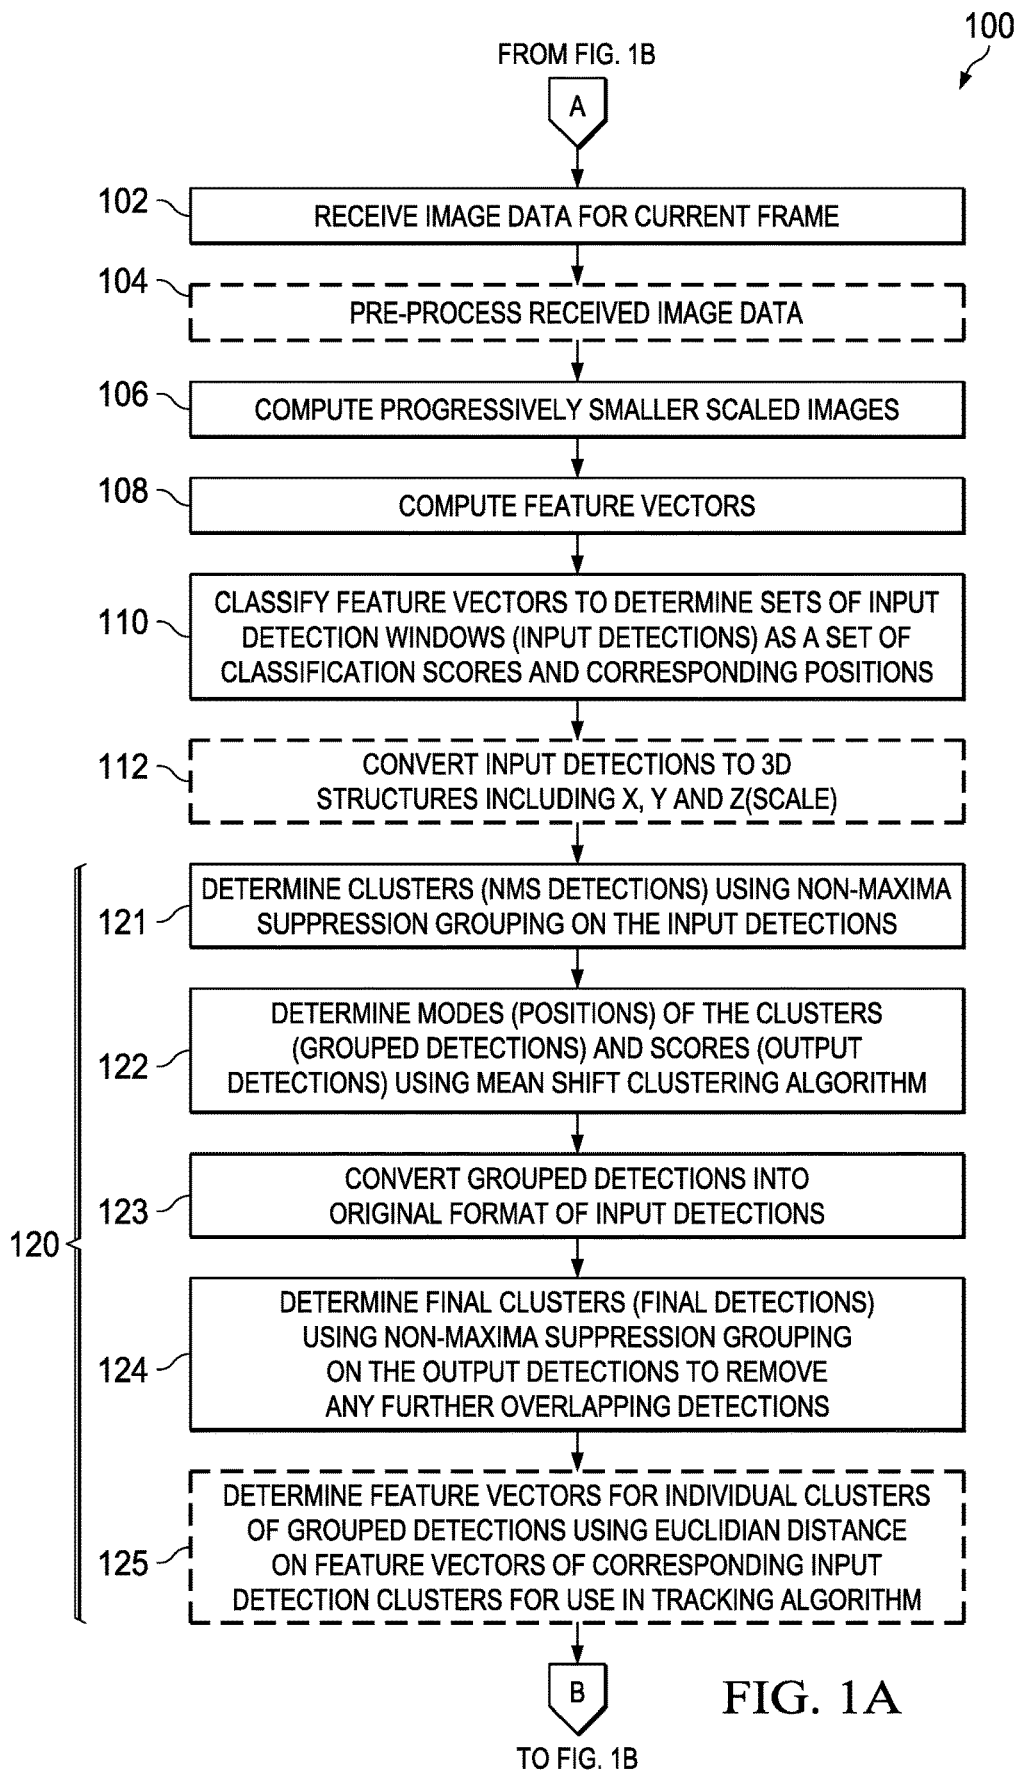 100
FROM FIG. 1B
A
102
RECEIVE IMAGE DATA FOR CURRENT FRAME
104
PRE-PROCESS RECEIVED IMAGE DATA
106
COMPUTE PROGRESSIVELY SMALLER SCALED IMAGES
108
COMPUTE FEATURE VECTORS
110
CLASSIFY FEATURE VECTORS TO DETERMINE SETS OF INPUT
DETECTION WINDOWS (INPUT DETECTIONS) AS A SET OF
CLASSIFICATION SCORES AND CORRESPONDING POSITIONS
112
CONVERT INPUT DETECTIONS TO 3D
STRUCTURES INCLUDING X, Y AND Z(SCALE)
120
121
DETERMINE CLUSTERS (NMS DETECTIONS) USING NON-MAXIMA
SUPPRESSION GROUPING ON THE INPUT DETECTIONS
122
DETERMINE MODES (POSITIONS) OF THE CLUSTERS
(GROUPED DETECTIONS) AND SCORES (OUTPUT
DETECTIONS) USING MEAN SHIFT CLUSTERING ALGORITHM
123
CONVERT GROUPED DETECTIONS INTO
ORIGINAL FORMAT OF INPUT DETECTIONS
124
DETERMINE FINAL CLUSTERS (FINAL DETECTIONS)
USING NON-MAXIMA SUPPRESSION GROUPING
ON THE OUTPUT DETECTIONS TO REMOVE
ANY FURTHER OVERLAPPING DETECTIONS
125
DETERMINE FEATURE VECTORS FOR INDIVIDUAL CLUSTERS
OF GROUPED DETECTIONS USING EUCLIDIAN DISTANCE
ON FEATURE VECTORS OF CORRESPONDING INPUT
DETECTION CLUSTERS FOR USE IN TRACKING ALGORITHM
B
TO FIG. 1B
FIG. 1A